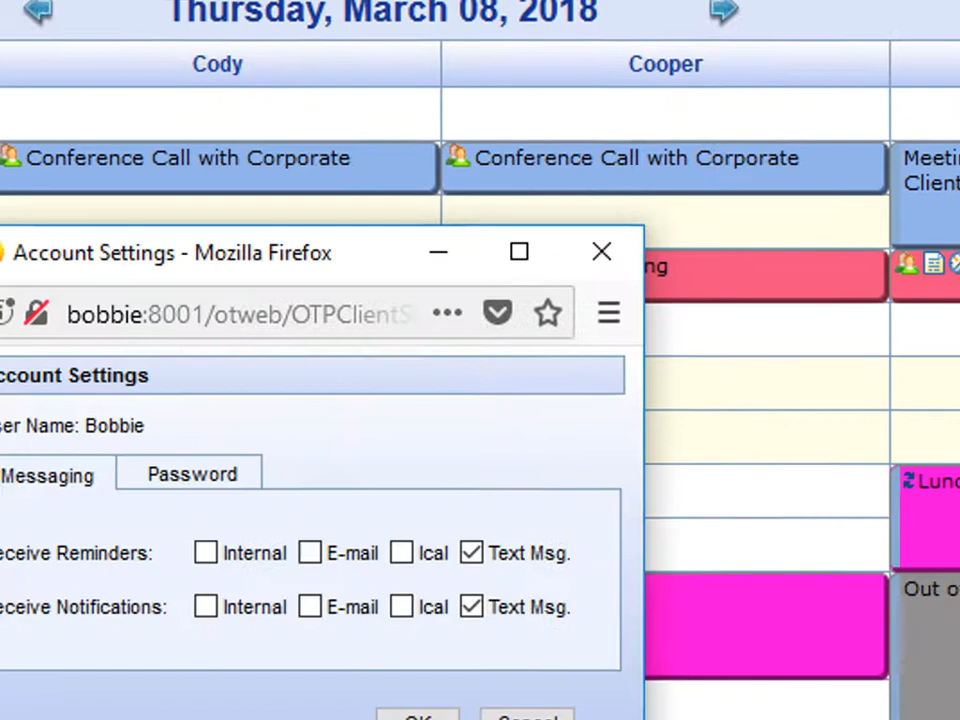 Thursday, March 08, 2018
Cody
Cooper
Conference Call with Corporate
Conference Call with Corporate
Meeti
Client
Account Settings - Mozilla Firefox
ng
bobbie:8001/otweb/OTPClientS
ccount Settings
ser Name: Bobbie
Messaging
Password
Lunc
eceive Reminders: Internal E-mail Ical Text Msg.
Out o
eceive Notifications: Internal E-mail Ical Text Msg.
OK
Cancel